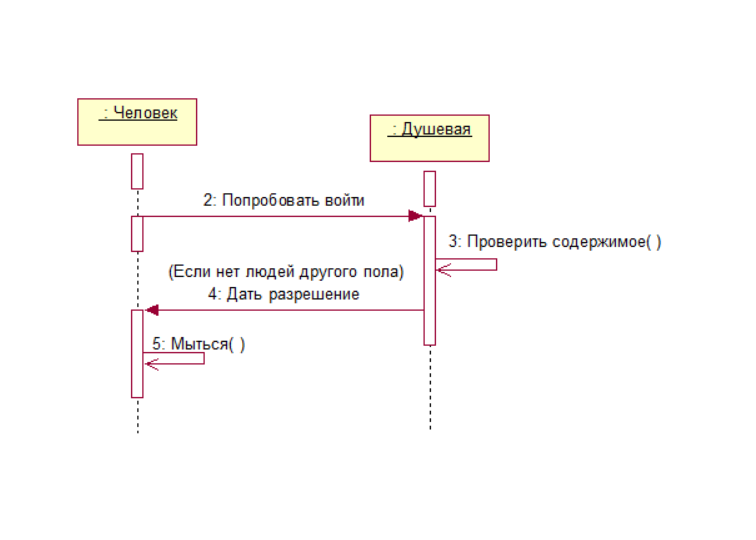 _: Человек
_: Душевая
2: Попробовать войти
3: Проверить содержимое( )
(Если нет людей другого пола)
4: Дать разрешение
5: Мыться( )